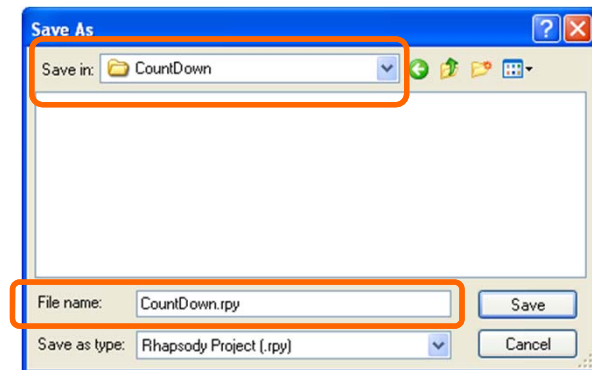 Save As
Save in: CountDown
File name: CountDown.rpy Save
Save as type: Rhapsody Project (.rpy) Cancel